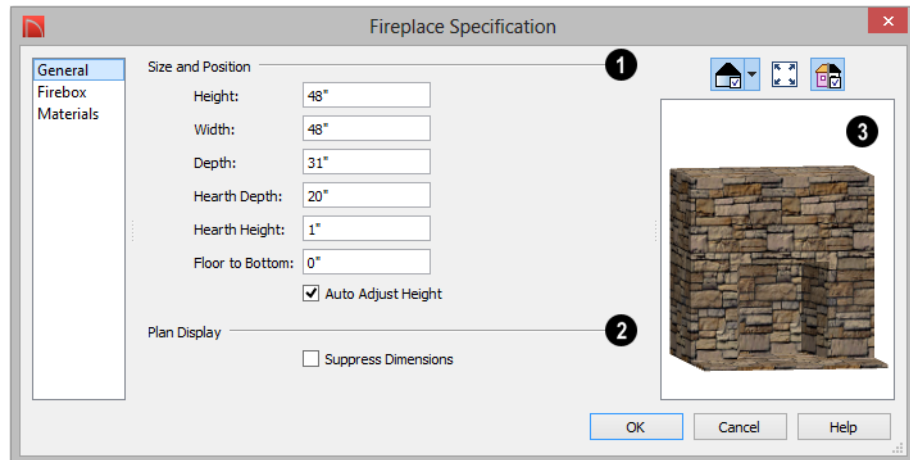 Fireplace Specification
General
Firebox
Materials
Size and Position
1
Height: 48"
Width: 48"
Depth: 31"
Hearth Depth: 20"
Hearth Height: 1"
Floor to Bottom: 0"
Auto Adjust Height
Plan Display
2
Suppress Dimensions
3
OK
Cancel
Help